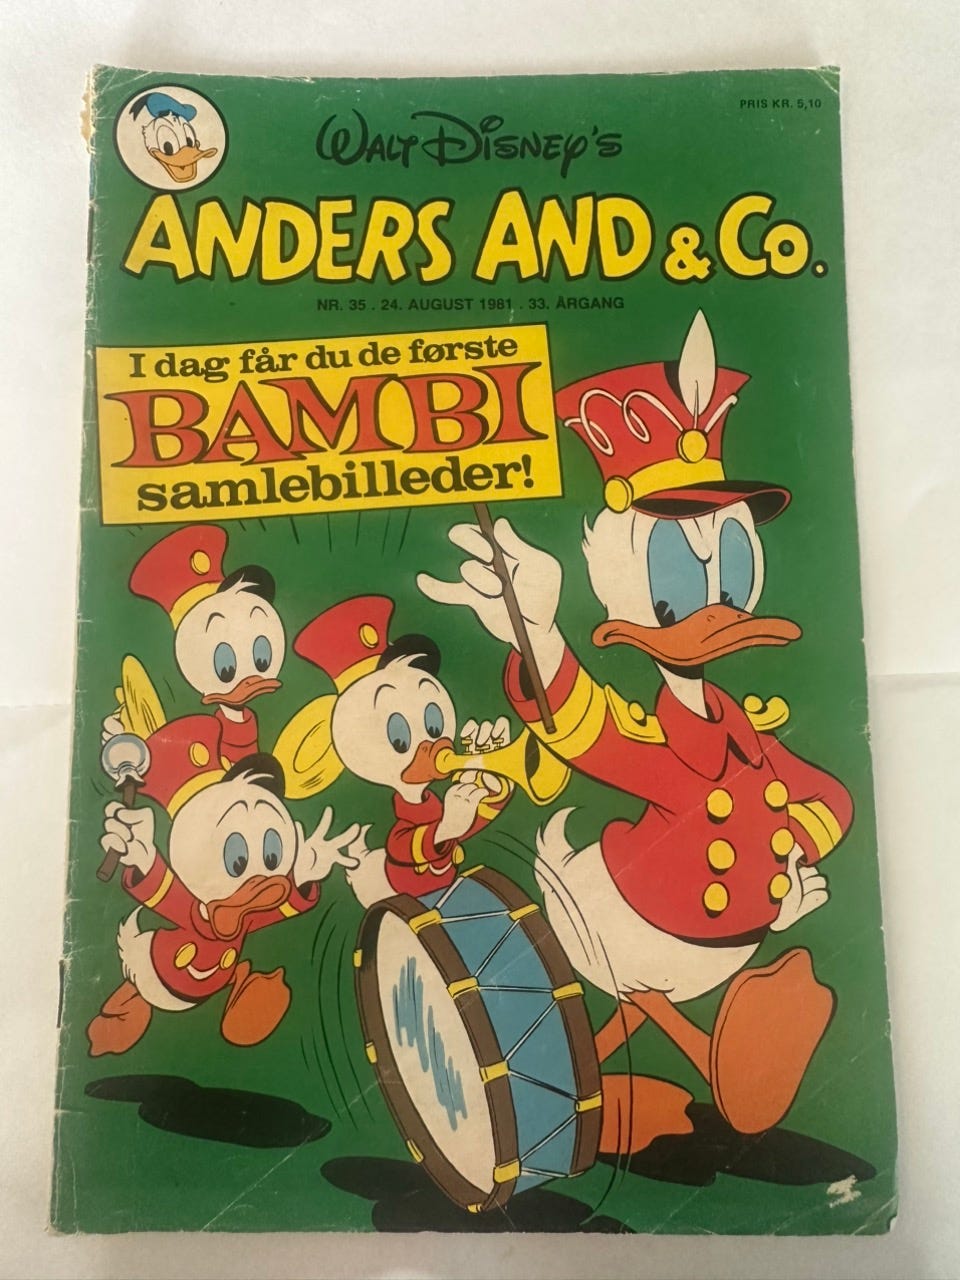 PRIS KR. 5,10
WALT DISNEY'S
ANDERS AND & Co.
NR. 35 . 24. AUGUST 1981 . 33. ÅRGANG
I dag får du de første
BAMBI
samlebilleder!